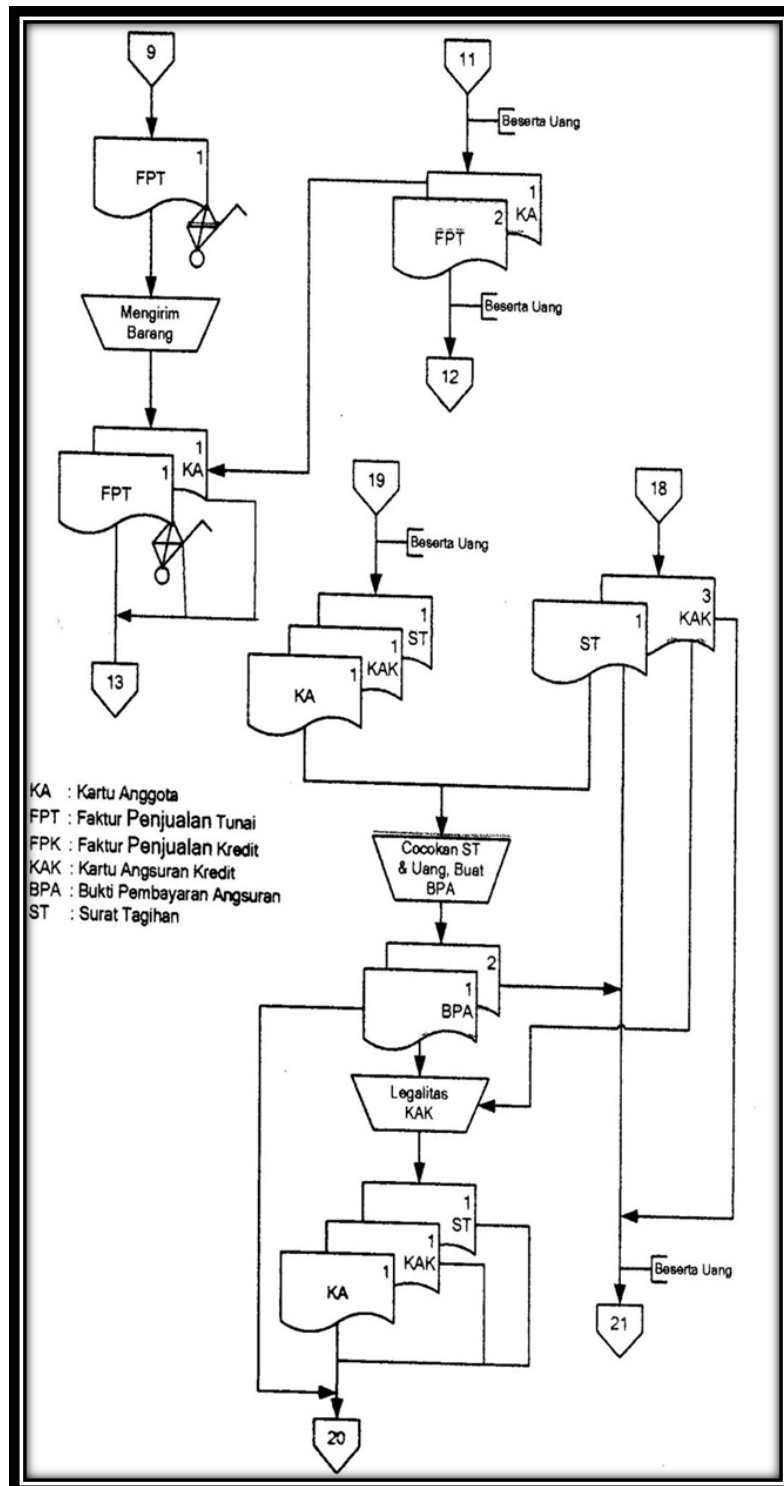 9
11
Beserta Uang
1
FPT
1
KA
2
FPT
Mengirim
Barang
Beserta Uang
12
1
KA
1
FPT
19
18
Beserta Uang
13
1
ST
1
KAK
1
KA
3
KAK
1
ST
KA : Kartu Anggota
FPT : Faktur Penjualan Tunai
FPK : Faktur Penjualan Kredit
KAK : Kartu Angsuran Kredit
BPA : Bukti Pembayaran Angsuran
ST : Surat Tagihan
Cocokan ST
& Uang, Buat
BPA
2
1
BPA
Legalitas
KAK
1
ST
1
KAK
1
KA
Beserta Uang
21
20